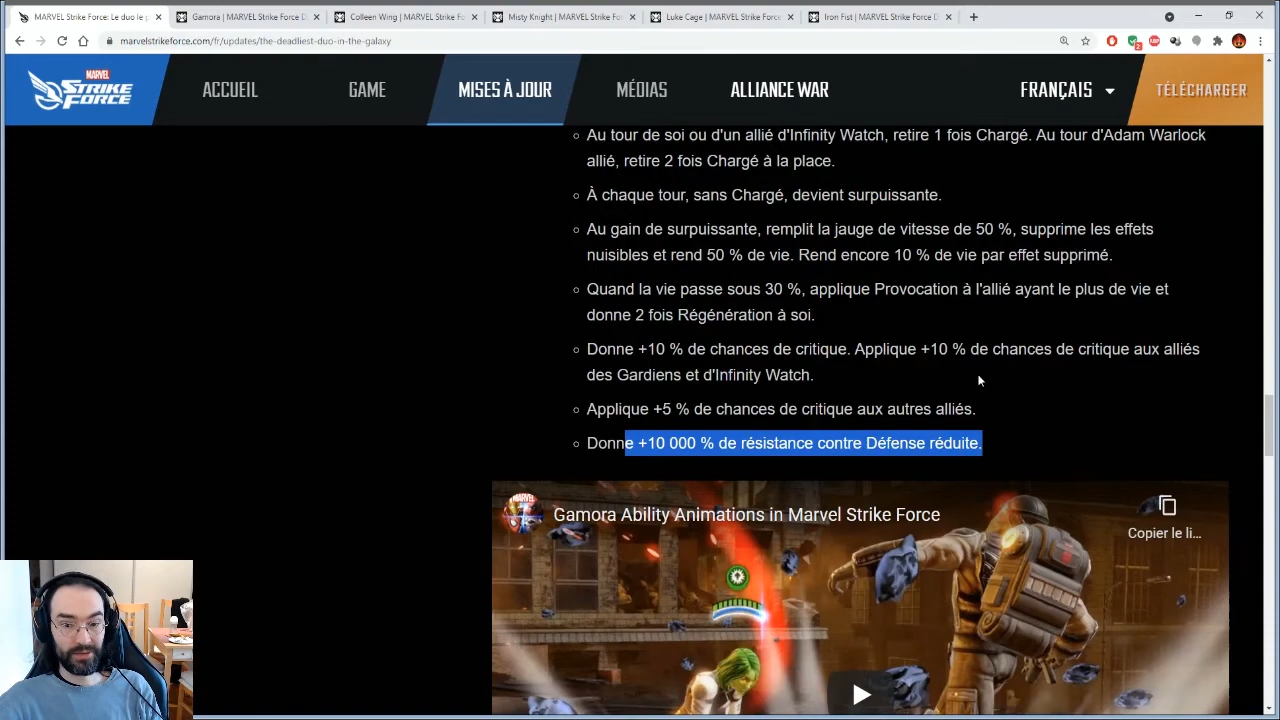 MARVEL Strike Force: Le duo le p
Gamora | MARVEL Strike Force D
Colleen Wing | MARVEL Strike Fo
Misty Knight | MARVEL Strike For
Luke Cage | MARVEL Strike Force
Iron Fist | MARVEL Strike Force D
marvelstrikeforce.com/fr/updates/the-deadliest-duo-in-the-galaxy
MARVEL
STRIKE
FORCE
ACCUEIL
GAME
MISES À JOUR
MÉDIAS
ALLIANCE WAR
FRANÇAIS
TÉLÉCHARGER
Au tour de soi ou d'un allié d'Infinity Watch, retire 1 fois Chargé. Au tour d'Adam Warlock
allié, retire 2 fois Chargé à la place.
À chaque tour, sans Chargé, devient surpuissante.
Au gain de surpuissante, remplit la jauge de vitesse de 50 %, supprime les effets
nuisibles et rend 50 % de vie. Rend encore 10 % de vie par effet supprimé.
Quand la vie passe sous 30 %, applique Provocation à l'allié ayant le plus de vie et
donne 2 fois Régénération à soi.
Donne +10 % de chances de critique. Applique +10 % de chances de critique aux alliés
des Gardiens et d'Infinity Watch.
Applique +5 % de chances de critique aux autres alliés.
Donne +10 000 % de résistance contre Défense réduite.
Gamora Ability Animations in Marvel Strike Force
Copier le li...